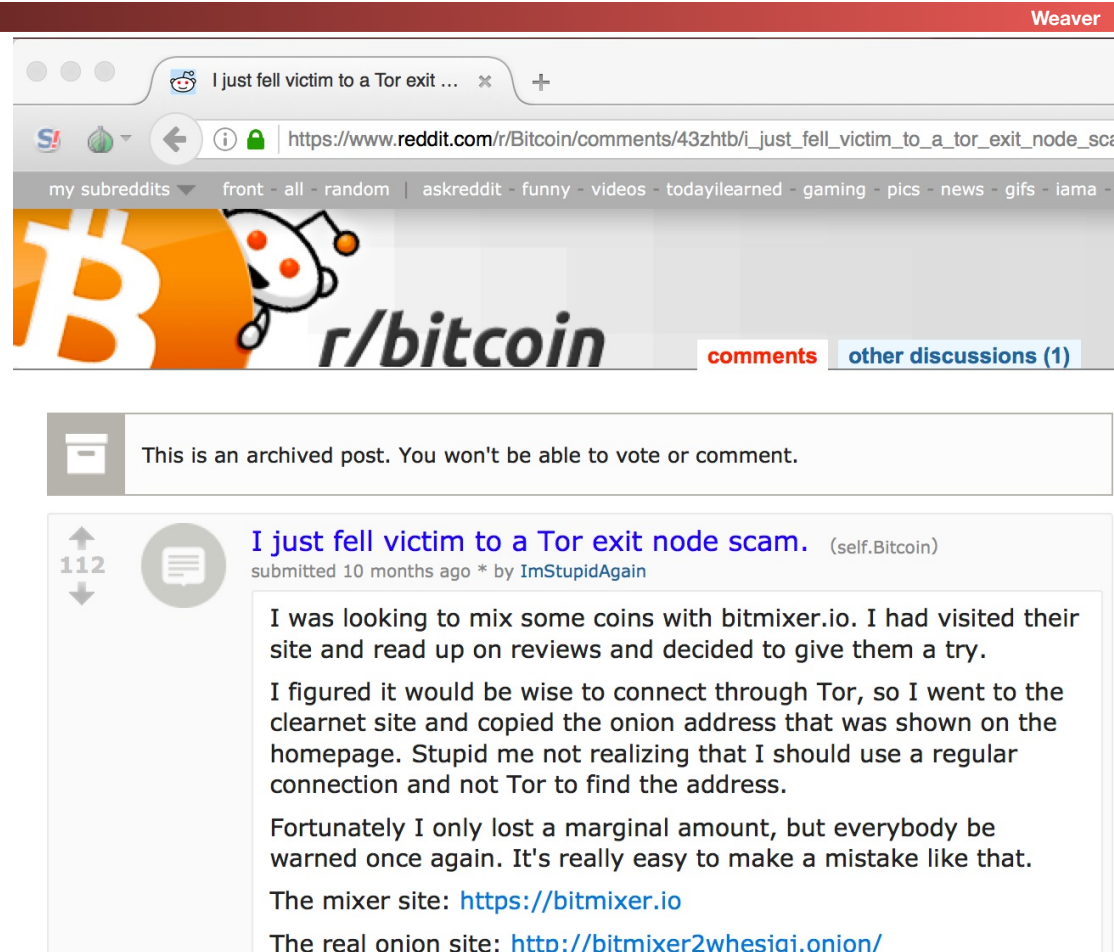 Weaver
I just fell victim to a Tor exit ...
https://www.reddit.com/r/Bitcoin/comments/43zhtb/i_just_fell_victim_to_a_tor_exit_node_sca
my subreddits front - all - random | askreddit - funny - videos - todayilearned - gaming - pics - news - gifs - iama -
r/bitcoin
comments other discussions (1)
This is an archived post. You won't be able to vote or comment.
I just fell victim to a Tor exit node scam. (self.Bitcoin)
112
submitted 10 months ago * by ImStupidAgain
I was looking to mix some coins with bitmixer.io. I had visited their
site and read up on reviews and decided to give them a try.
I figured it would be wise to connect through Tor, so I went to the
clearnet site and copied the onion address that was shown on the
homepage. Stupid me not realizing that I should use a regular
connection and not Tor to find the address.
Fortunately I only lost a marginal amount, but everybody be
warned once again. It's really easy to make a mistake like that.
The mixer site: https://bitmixer.io
The real onion site: http://bitmixer2whesjgj.onion/